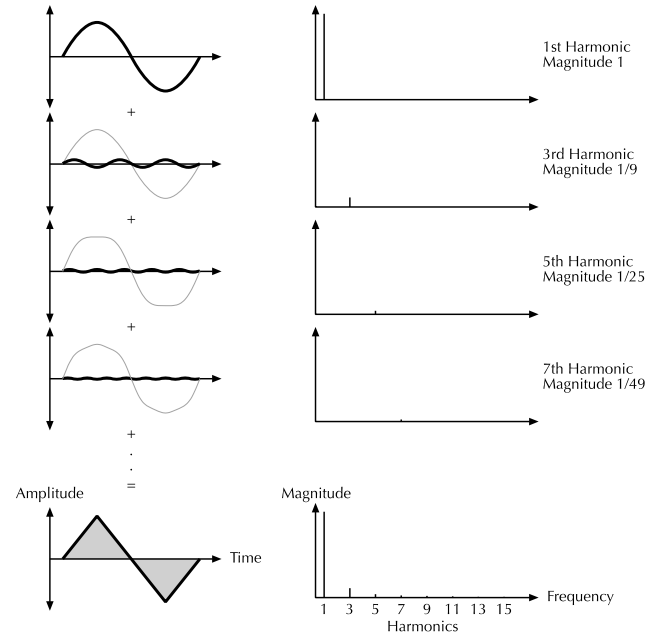 1st Harmonic
Magnitude 1
+
3rd Harmonic
Magnitude 1/9
+
5th Harmonic
Magnitude 1/25
+
7th Harmonic
Magnitude 1/49
+
.
.
=
Amplitude
Magnitude
Time
Frequency
1 3 5 7 9 11 13 15
Harmonics